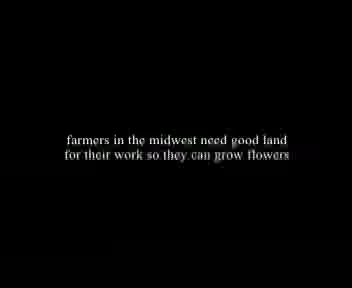 farmers in the midwest need good land
for their work so they can grow flowers